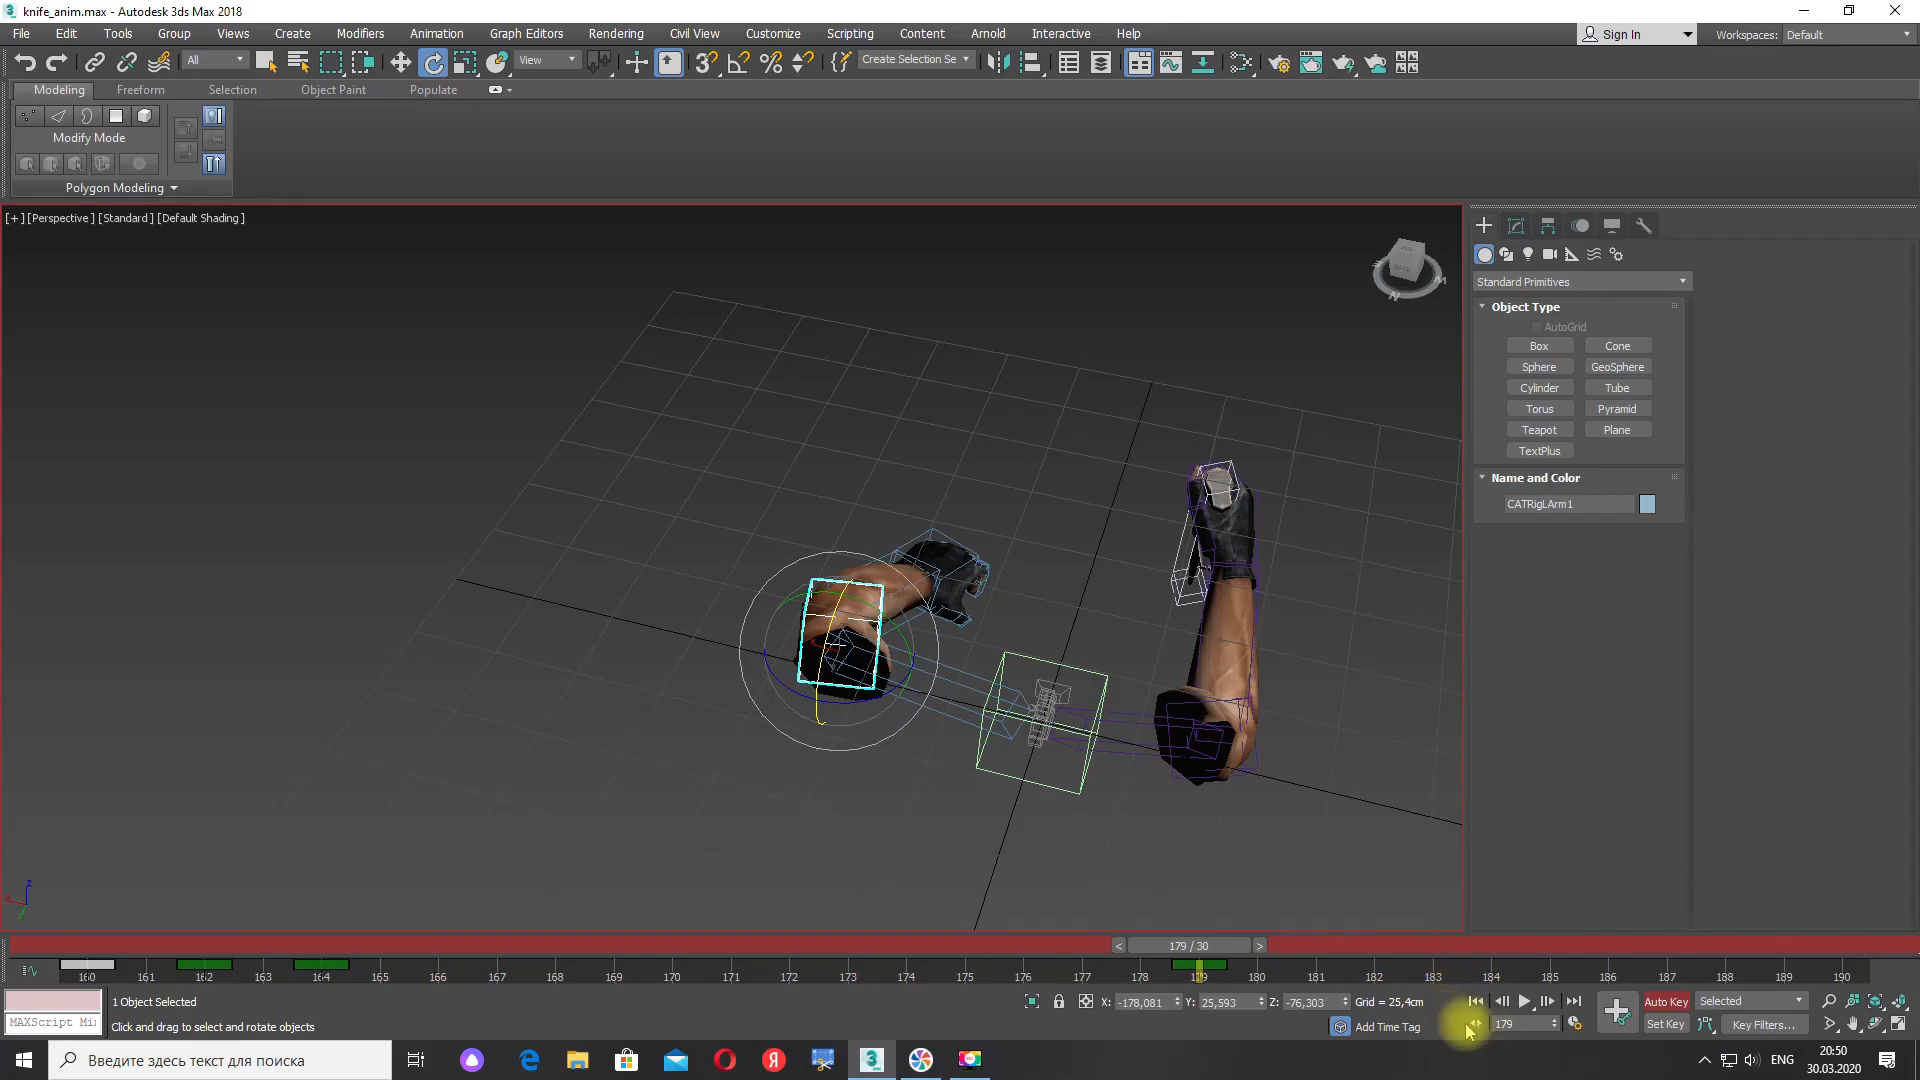 knife_anim.max - Autodesk 3ds Max 2018
File Edit Tools Group Views Create Modifiers Animation Graph Editors Rendering Civil View Customize Scripting Content Arnold Interactive Help
Sign In Workspaces: Default
All View Create Selection Se
Modeling Freeform Selection Object Paint Populate
Modify Mode
Polygon Modeling
[+] [Perspective] [Standard] [Default Shading]
Standard Primitives
Object Type
AutoGrid
Box Cone
Sphere GeoSphere
Cylinder Tube
Torus Pyramid
Teapot Plane
TextPlus
Name and Color
CATRigLArm1
z
x
y
< 179 / 30 >
160 161 162 163 164 165 166 167 168 169 170 171 172 173 174 175 176 177 178 179 180 181 182 183 184 185 186 187 188 189 190
1 Object Selected
X: -178,081 Y: 25,593 Z: -76,303 Grid = 25,4cm
Auto Key Selected
MAXScript Mi
Click and drag to select and rotate objects
Add Time Tag
179
Set Key Key Filters...
Введите здесь текст для поиска
ENG
20:50
30.03.2020